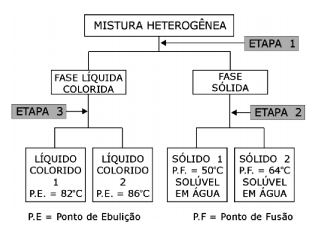 MISTURA HETEROGÊNEA
ETAPA 1
FASE LÍQUIDA
COLORIDA
FASE
SÓLIDA
ETAPA 3
ETAPA 2
LÍQUIDO
COLORIDO
1
P.E. = 82°C
LÍQUIDO
COLORIDO
2
P.E. = 86°C
SÓLIDO 1
P.F. = 50°C
SOLÚVEL
EM ÁGUA
SÓLIDO 2
P.F. = 64°C
SOLÚVEL
EM ÁGUA
P.E = Ponto de Ebulição
P.F = Ponto de Fusão